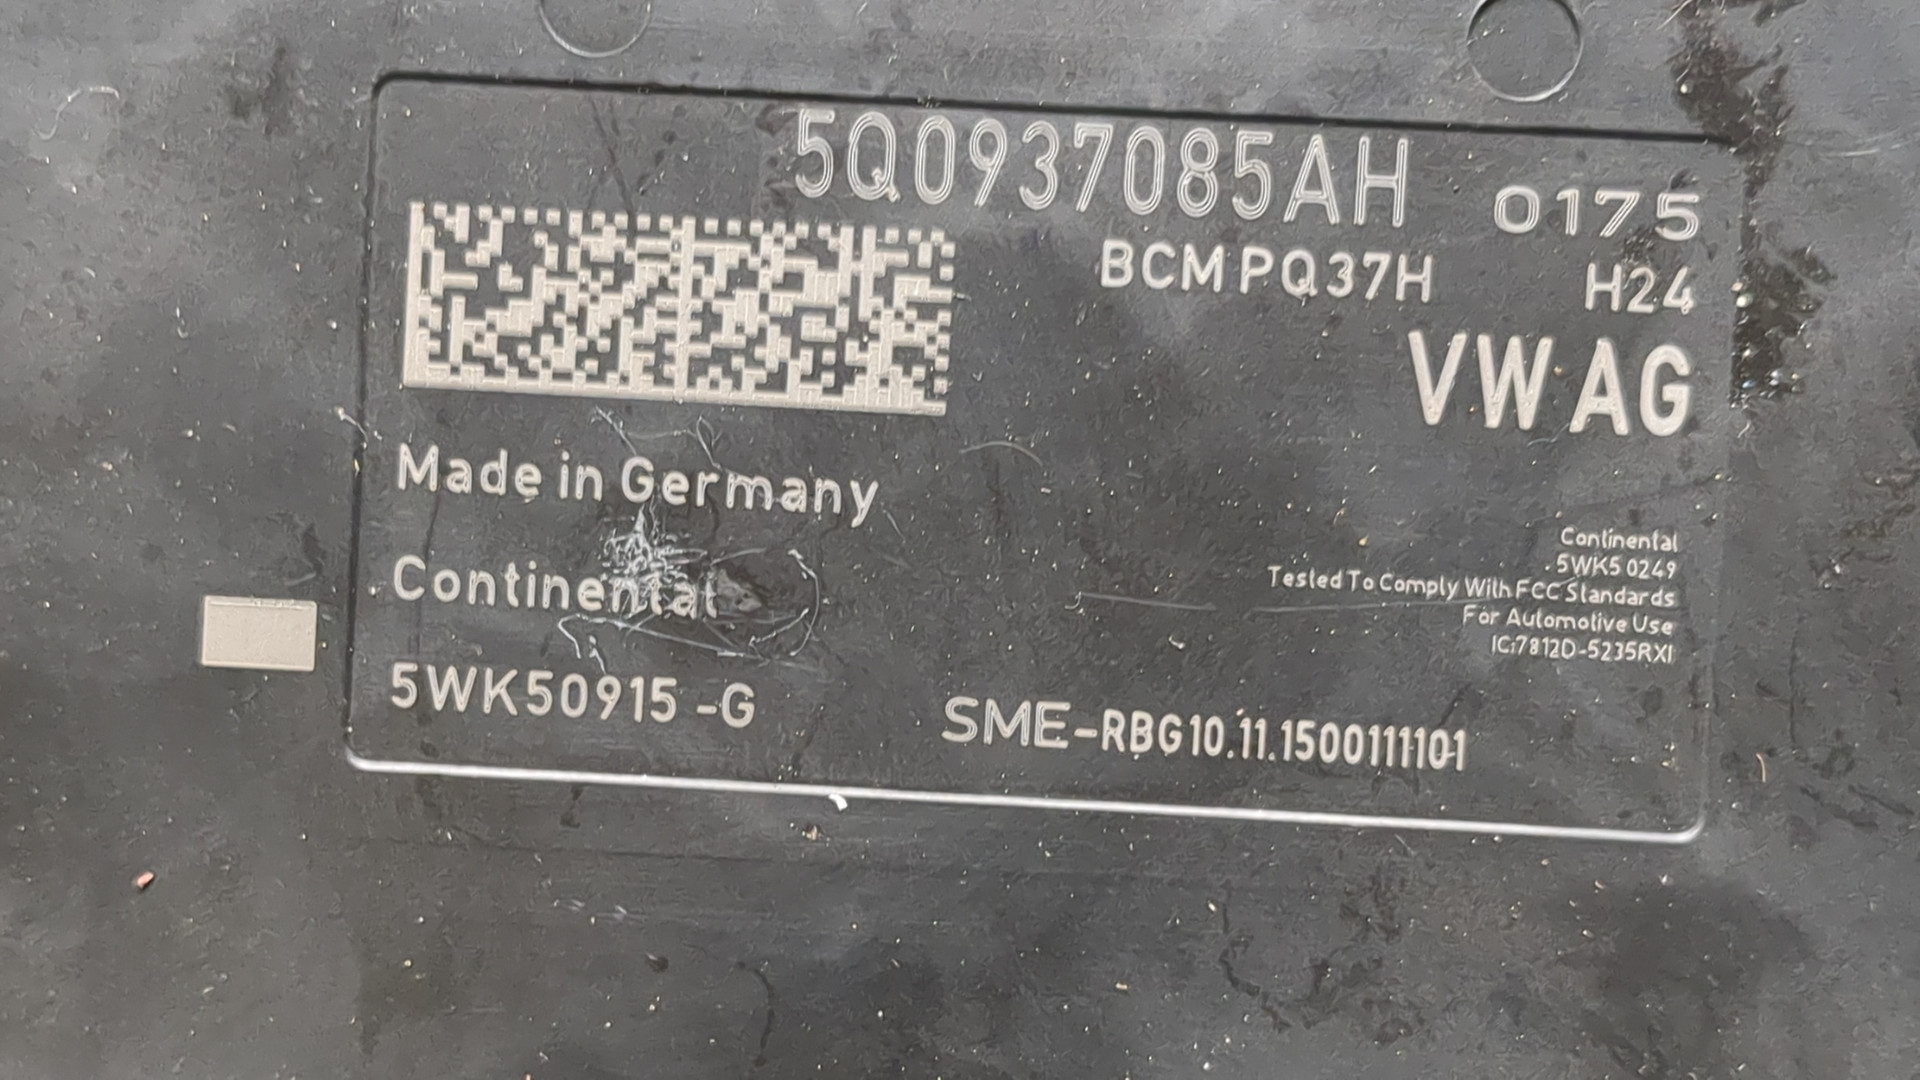 5Q0937085AH 0175
BCM PQ37H H24
VW AG
Made in Germany
Continental
5WK50915 -G
Continental
5WK5 0249
Tested To Comply With FCC Standards
For Automotive Use
IC:7812D-5235RXI
SME-RBG10.11.1500111101